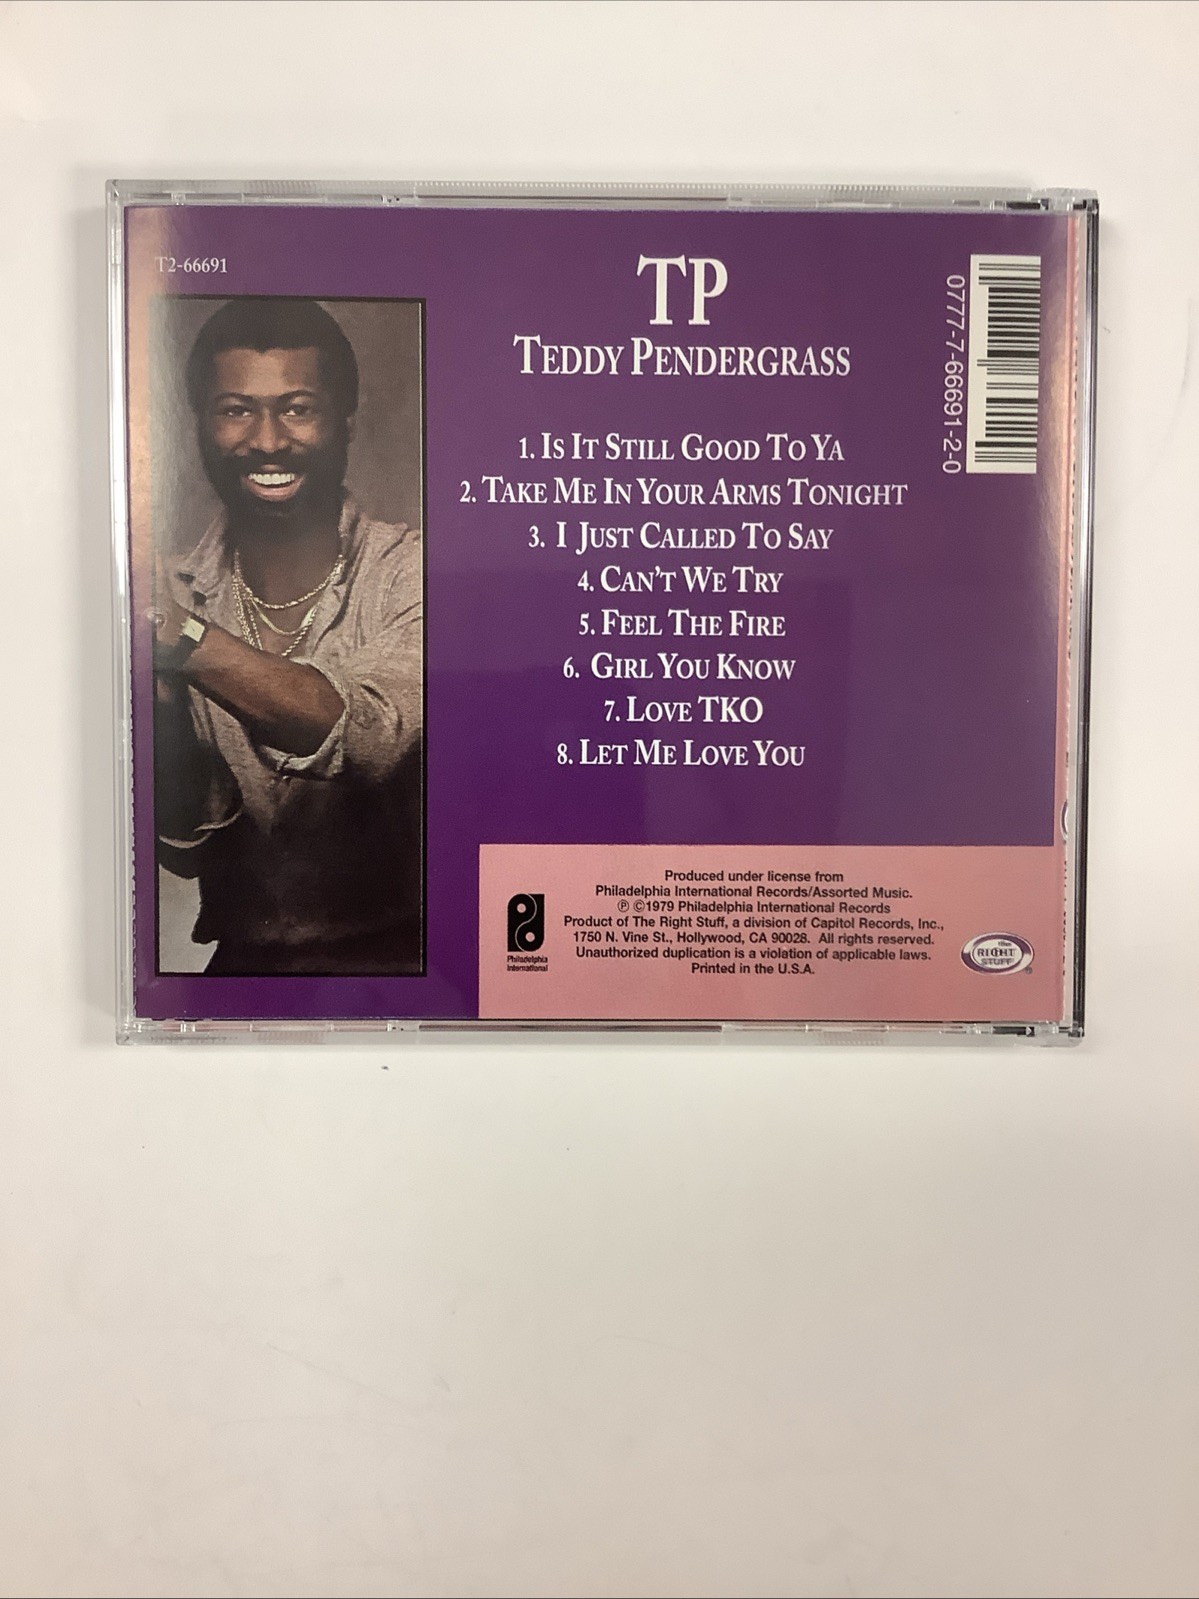 T2-66691
TP
TEDDY PENDERGRASS
0777-7-66691-2-0
1. IS IT STILL GOOD TO YA
2. TAKE ME IN YOUR ARMS TONIGHT
3. I JUST CALLED TO SAY
4. CAN'T WE TRY
5. FEEL THE FIRE
6. GIRL YOU KNOW
7. LOVE TKO
8. LET ME LOVE YOU
Produced under license from
Philadelphia International Records/Assorted Music.
℗ ©1979 Philadelphia International Records
Product of The Right Stuff, a division of Capitol Records, Inc.,
1750 N. Vine St., Hollywood, CA 90028. All rights reserved.
Unauthorized duplication is a violation of applicable laws.
Printed in the U.S.A.
Philadelphia
International
the
RIGHT
STUFF
®